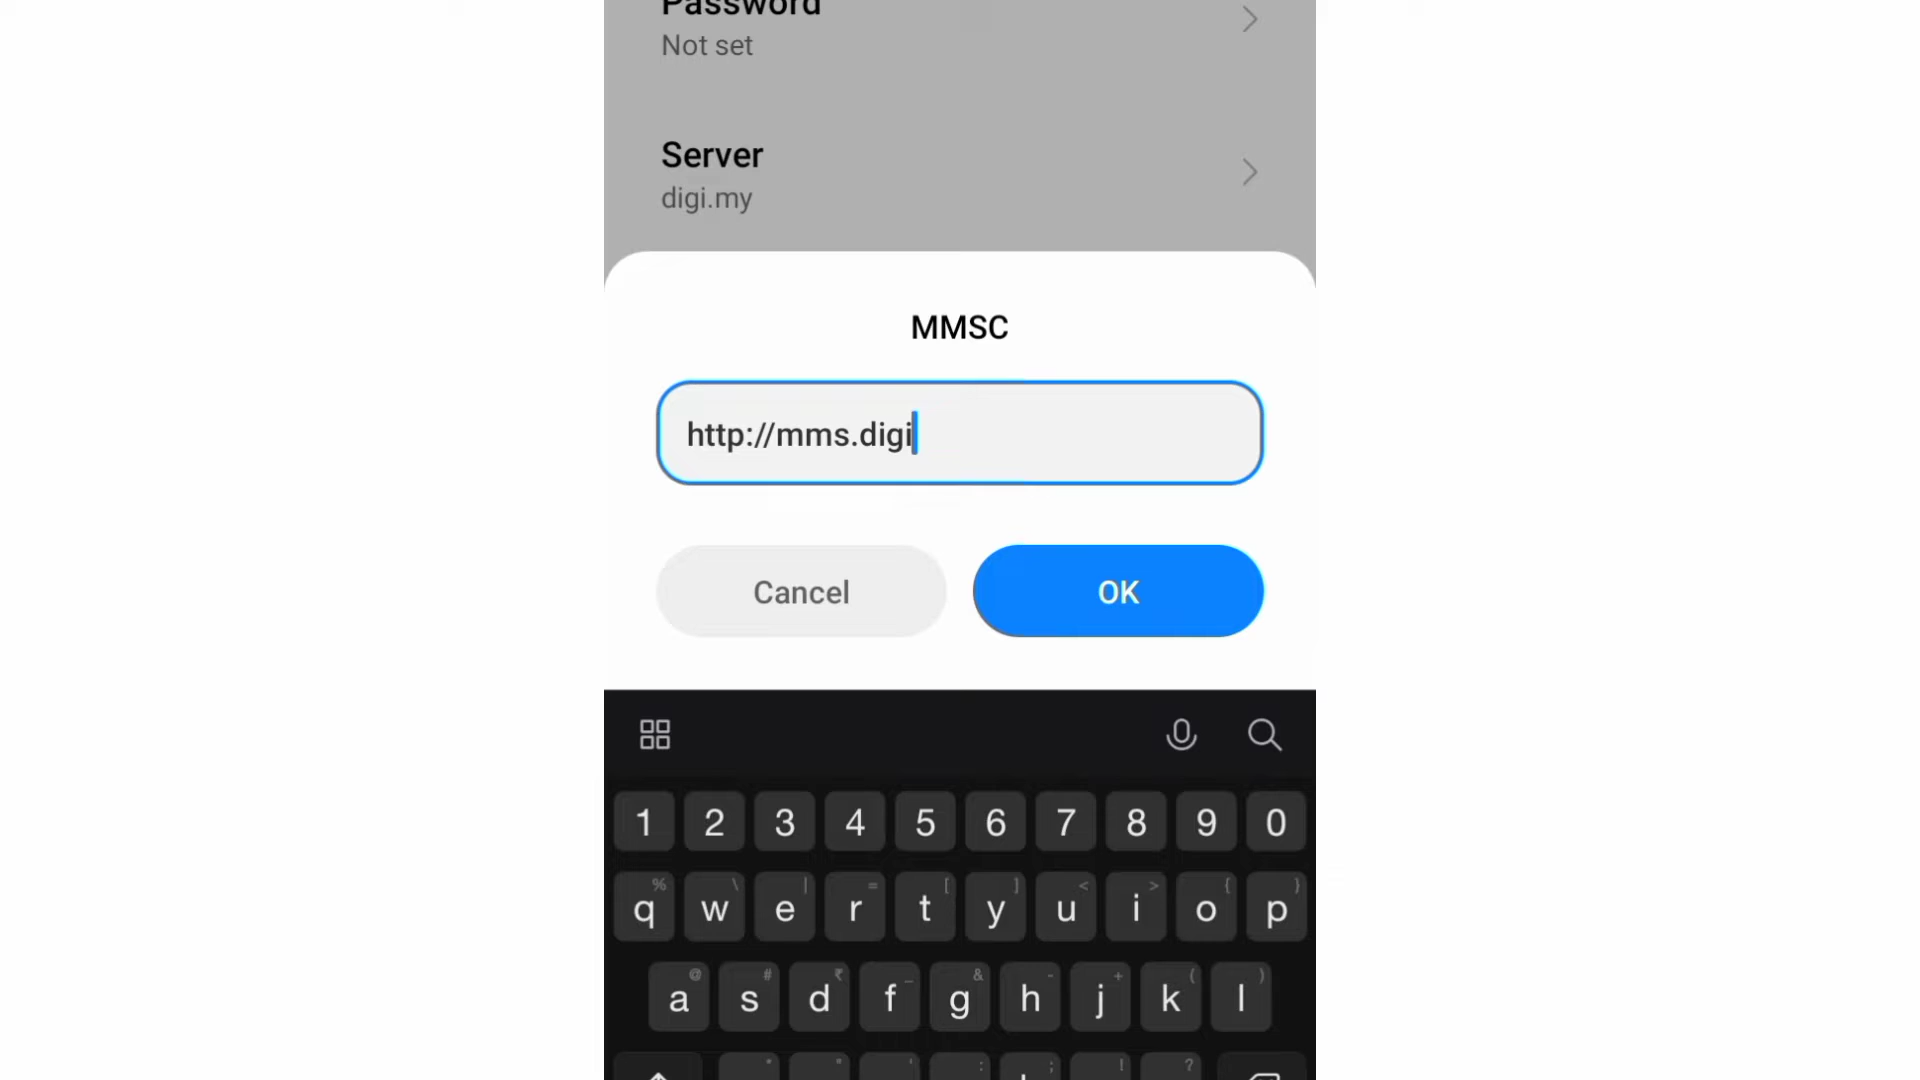 Password
Not set
Server
digi.my
MMSC
http://mms.digi
Cancel
OK
1 2 3 4 5 6 7 8 9 0
% \ | = [ ] < > { }
q w e r t y u i o p
@ # ₹ _ & - + ( )
a s d f g h j k l
* " ' : ; ! ?